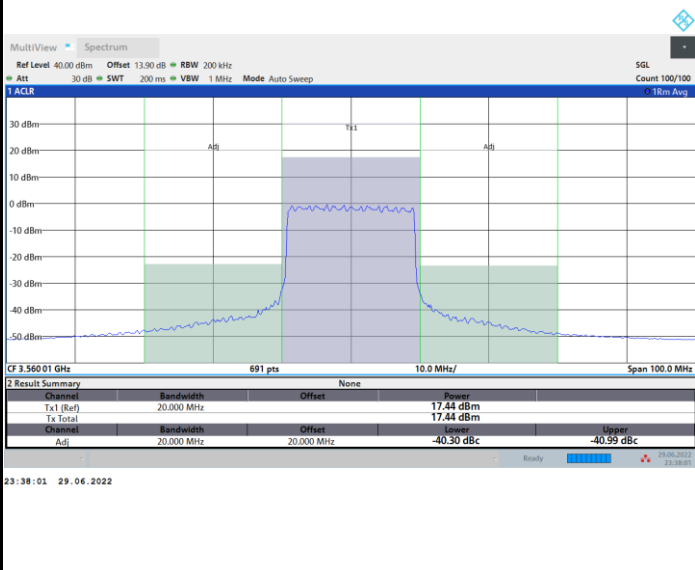 MultiView Spectrum
Ref Level 40.00 dBm Offset 13.90 dB RBW 200 kHz SGL
Att 30 dB SWT 200 ms VBW 1 MHz Mode Auto Sweep Count 100/100
1 ACLR 1Rm Avg
30 dBm
Tx1
20 dBm
Adj Adj
10 dBm
0 dBm
-10 dBm
-20 dBm
-30 dBm
-40 dBm
-50 dBm
CF 3.560 01 GHz 691 pts 10.0 MHz/ Span 100.0 MHz
2 Result Summary None
Channel Bandwidth Offset Power
Tx1 (Ref) 20.000 MHz 17.44 dBm
Tx Total 17.44 dBm
Channel Bandwidth Offset Lower Upper
Adj 20.000 MHz 20.000 MHz -40.30 dBc -40.99 dBc
Ready 29.06.2022
23:38:01
23:38:01 29.06.2022